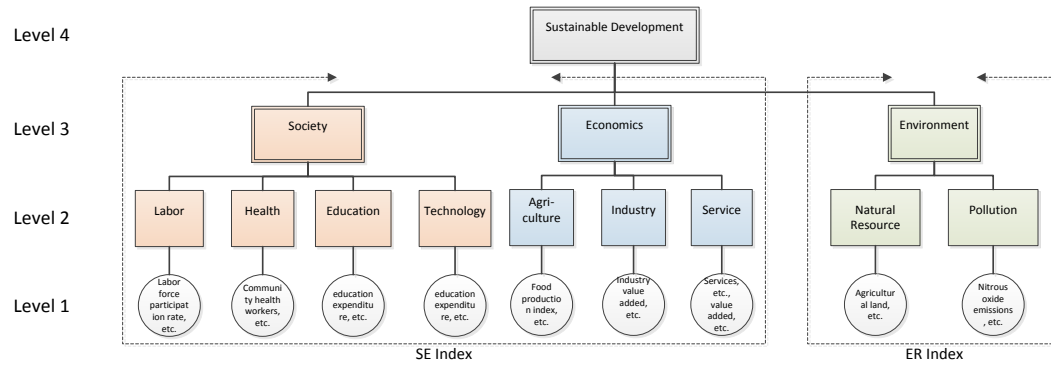 Level 4
Sustainable Development
Level 3
Society
Economics
Environment
Level 2
Labor
Health
Education
Technology
Agri-
culture
Industry
Service
Natural
Resource
Pollution
Level 1
Labor
force
participat
ion rate,
etc.
Communi
ty health
workers,
etc.
education
expenditu
re, etc.
education
expenditu
re, etc.
Food
productio
n index,
etc.
Industry
value
added,
etc.
Services,
etc.,
value
added,
etc.
Agricultur
al land,
etc.
Nitrous
oxide
emissions
, etc.
SE Index
ER Index